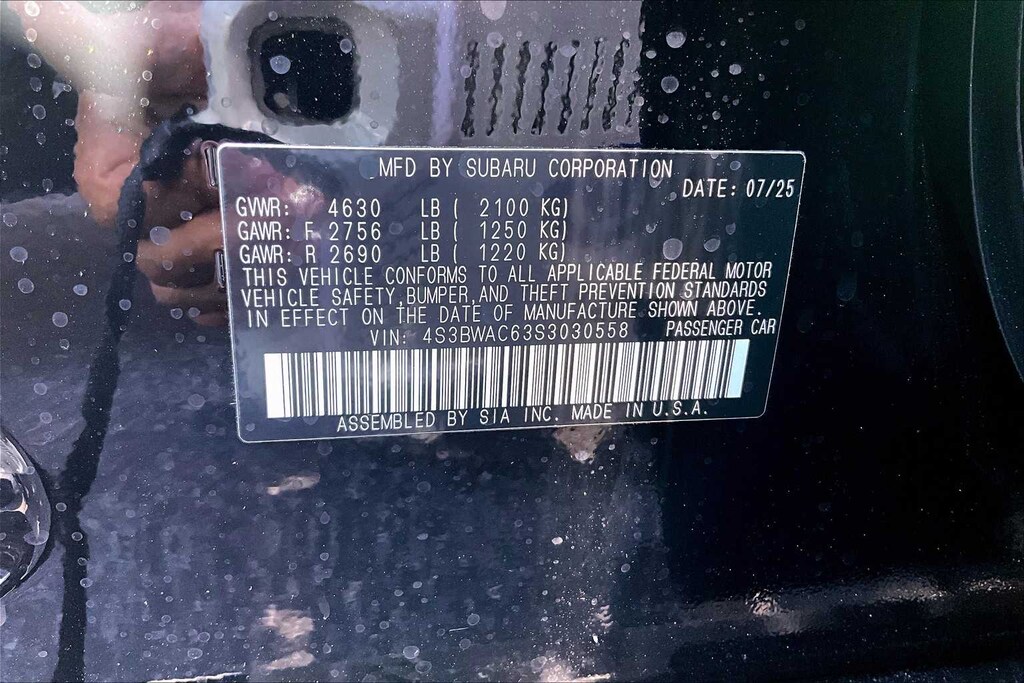 MFD BY SUBARU CORPORATION
DATE: 07/25
GVWR: 4630 LB ( 2100 KG)
GAWR: F 2756 LB ( 1250 KG)
GAWR: R 2690 LB ( 1220 KG)
THIS VEHICLE CONFORMS TO ALL APPLICABLE FEDERAL MOTOR
VEHICLE SAFETY,BUMPER,AND THEFT PREVENTION STANDARDS
IN EFFECT ON THE DATE OF MANUFACTURE SHOWN ABOVE.
VIN: 4S3BWAC63S3030558 PASSENGER CAR
ASSEMBLED BY SIA INC. MADE IN U.S.A.